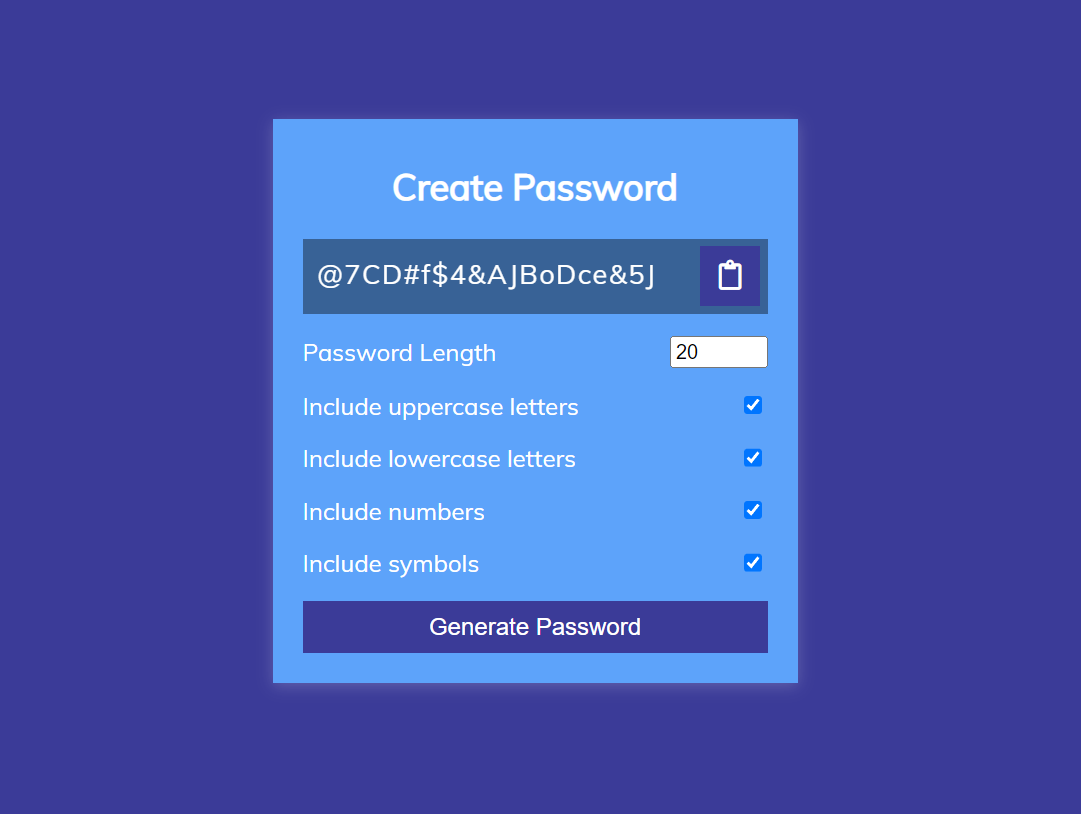 Create Password
@7CD#f$4&AJBoDce&5J
Password Length 20
Include uppercase letters
Include lowercase letters
Include numbers
Include symbols
Generate Password